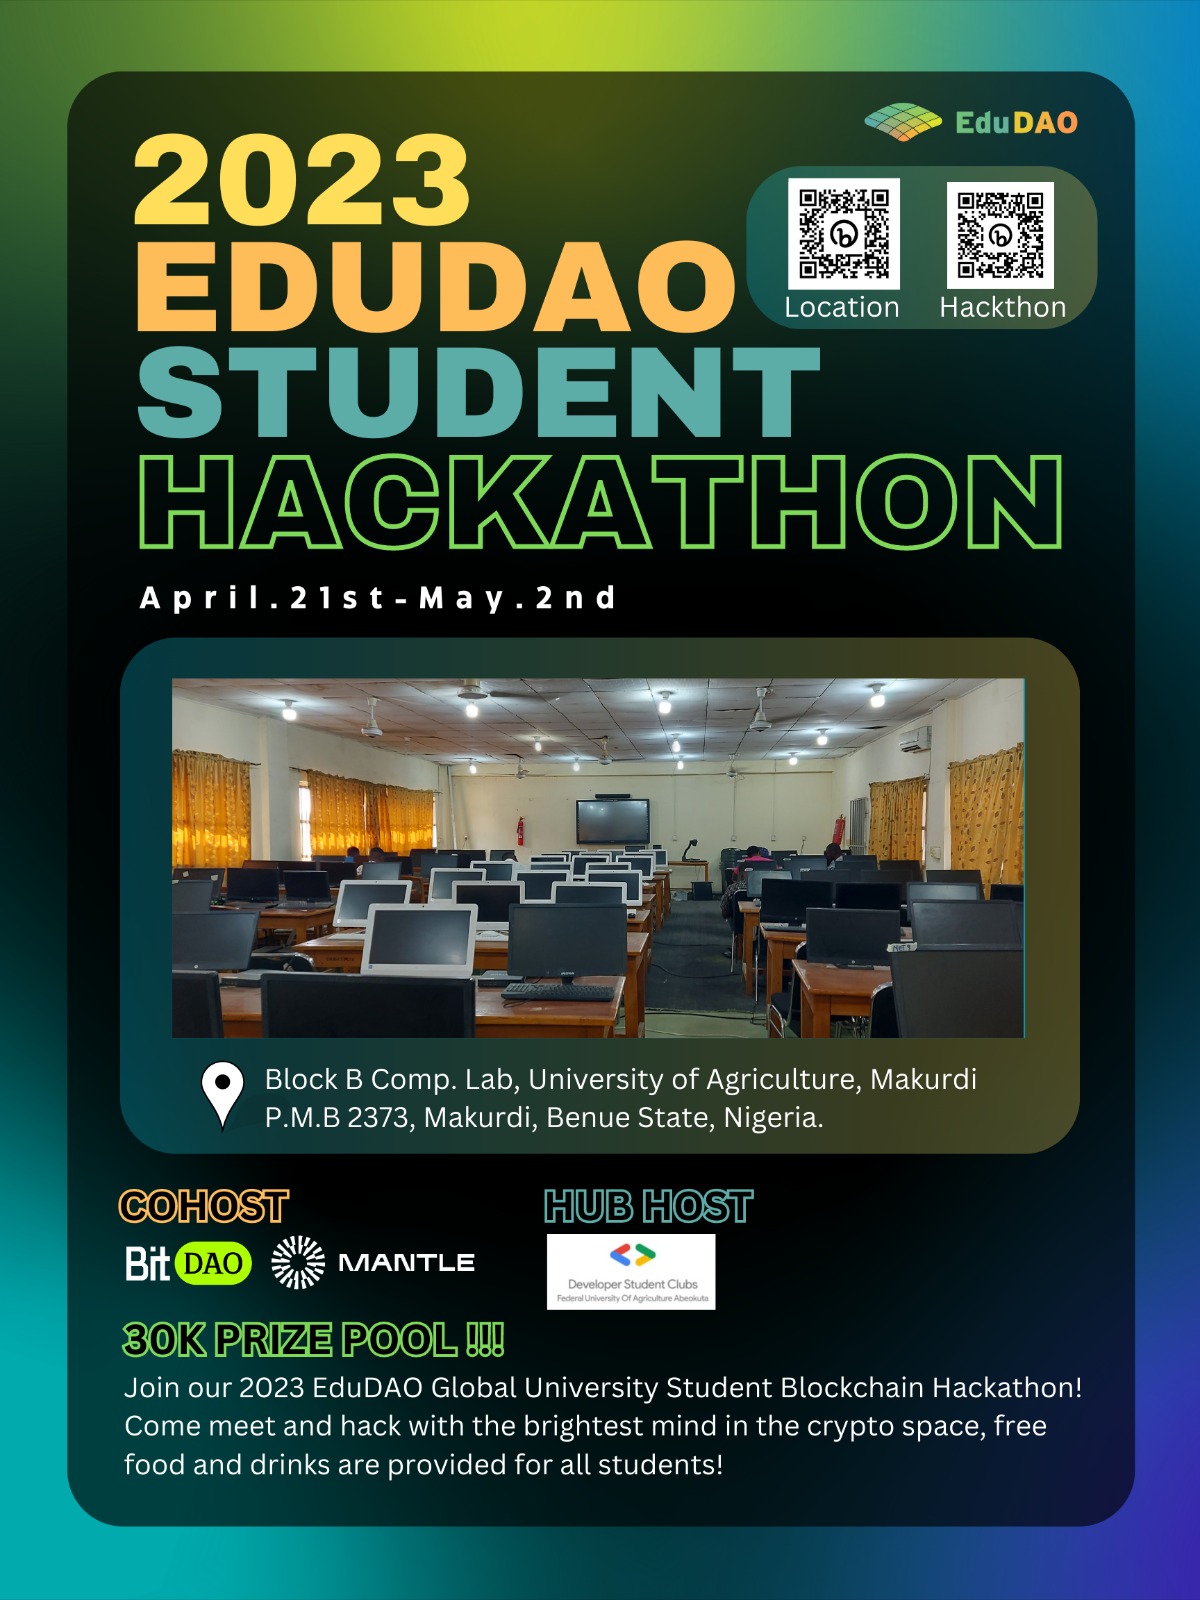 EduDAO
2023
EDUDAO
STUDENT
HACKATHON
Location
Hackthon
April.21st-May.2nd
Block B Comp. Lab, University of Agriculture, Makurdi
P.M.B 2373, Makurdi, Benue State, Nigeria.
COHOST
BitDAO
MANTLE
HUB HOST
Developer Student Clubs
Federal University Of Agriculture Abeokuta
30K PRIZE POOL !!!
Join our 2023 EduDAO Global University Student Blockchain Hackathon!
Come meet and hack with the brightest mind in the crypto space, free
food and drinks are provided for all students!